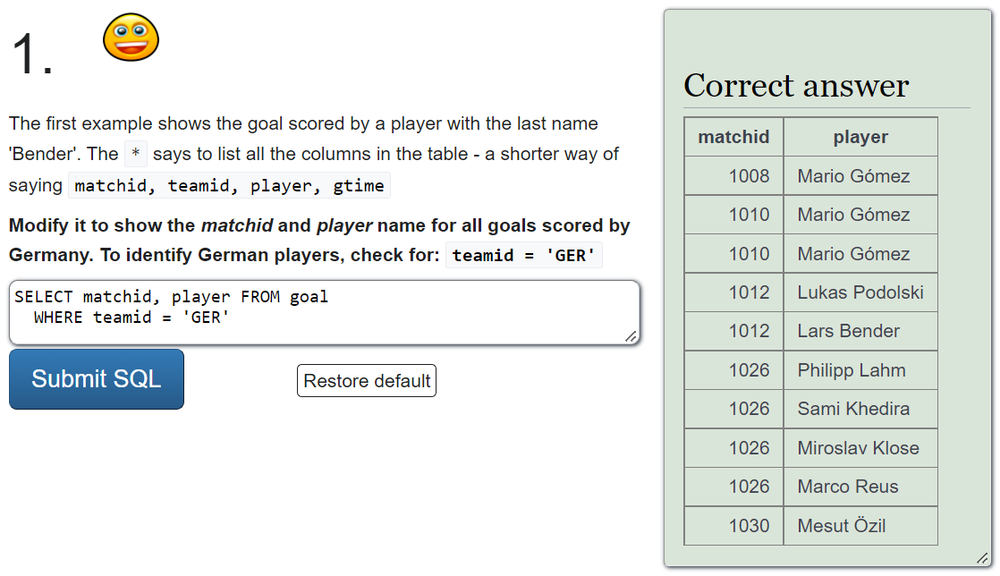 1.
The first example shows the goal scored by a player with the last name
'Bender'. The * says to list all the columns in the table - a shorter way of
saying matchid, teamid, player, gtime
Modify it to show the matchid and player name for all goals scored by
Germany. To identify German players, check for: teamid = 'GER'
SELECT matchid, player FROM goal
WHERE teamid = 'GER'
Submit SQL
Restore default
Correct answer
matchid player
1008 Mario Gómez
1010 Mario Gómez
1010 Mario Gómez
1012 Lukas Podolski
1012 Lars Bender
1026 Philipp Lahm
1026 Sami Khedira
1026 Miroslav Klose
1026 Marco Reus
1030 Mesut Özil